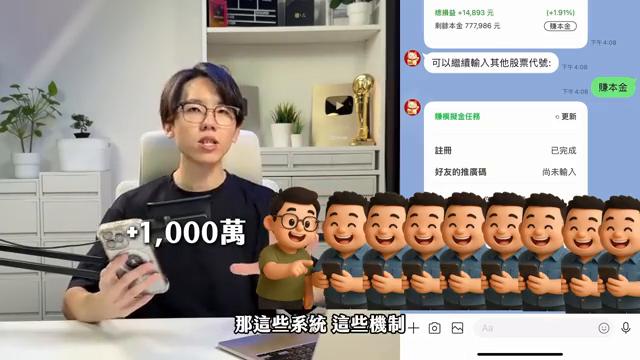 總損益 +14,893 元 (+1.91%)
剩餘本金 777,986 元 賺本金
下午 4:08
可以繼續輸入其他股票代號:
下午 4:08
賺本金
下午 4:08
賺模擬金任務 更新
註冊 已完成
好友的推廣碼 尚未輸入
+1,000萬
那這些系統 這些機制
Aa